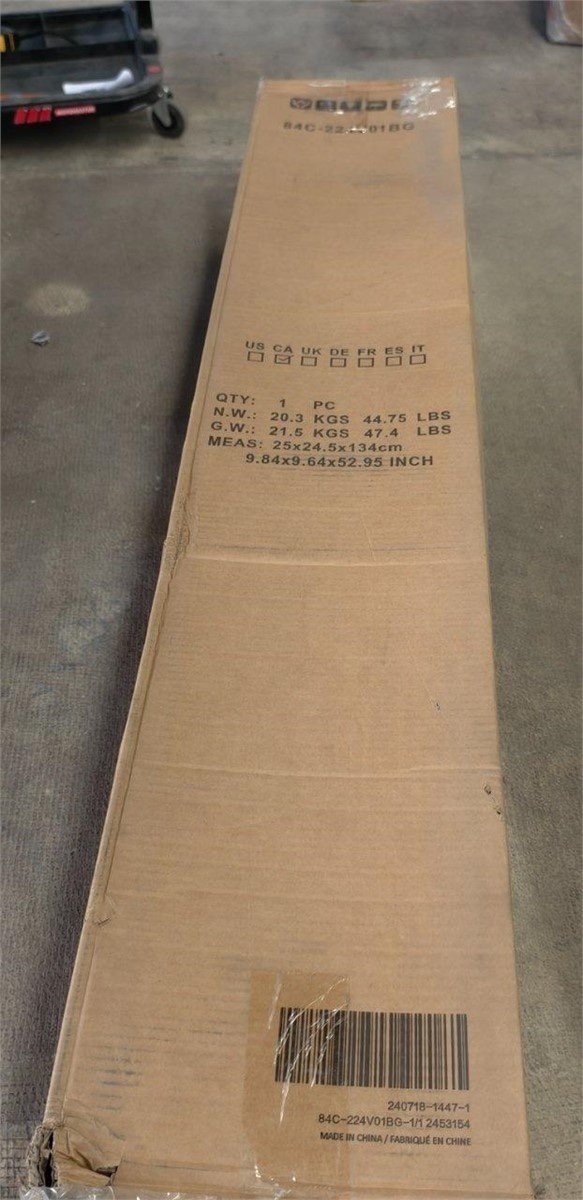 84C-224V01BG
US CA UK DE FR ES IT
QTY: 1 PC
N.W.: 20.3 KGS 44.75 LBS
G.W.: 21.5 KGS 47.4 LBS
MEAS: 25x24.5x134cm
9.84x9.64x52.95 INCH
240718-1447-1
84C-224V01BG-1/1 2453154
MADE IN CHINA / FABRIQUÉ EN CHINE